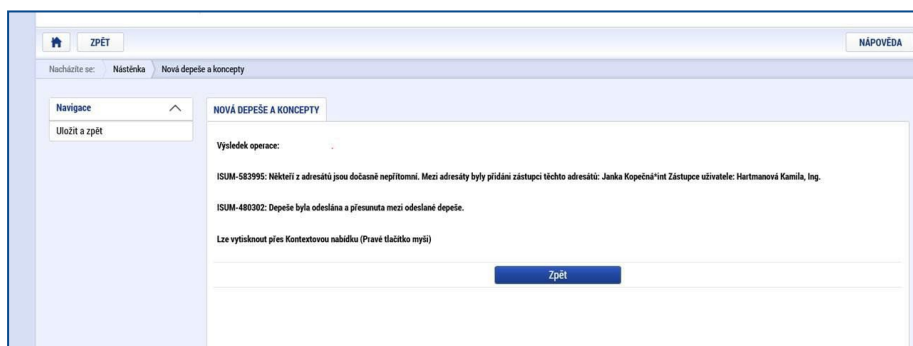 ZPĚT
NÁPOVĚDA
Nacházíte se: Nástěnka Nová depeše a koncepty
Navigace
Uložit a zpět
NOVÁ DEPEŠE A KONCEPTY
Výsledek operace:
ISUM-583995: Někteří z adresátů jsou dočasně nepřítomni. Mezi adresáty byly přidáni zástupci těchto adresátů: Janka Kopečná*int Zástupce uživatele: Hartmanová Kamila, Ing.
ISUM-480302: Depeše byla odeslána a přesunuta mezi odeslané depeše.
Lze vytisknout přes Kontextovou nabídku (Pravé tlačítko myši)
Zpět